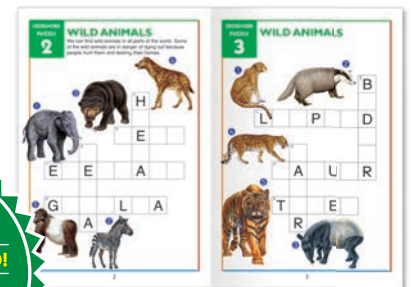 CROSSWORD
PUZZLE
2
WILD ANIMALS
We can find wild animals in all parts of the world. Some
of the wild animals are in danger of dying out because
people hunt them and destroy their homes.
H
E
E E A
G L A
A
2
CROSSWORD
PUZZLE
3
WILD ANIMALS
B
L P D
A U R
T E
R
3